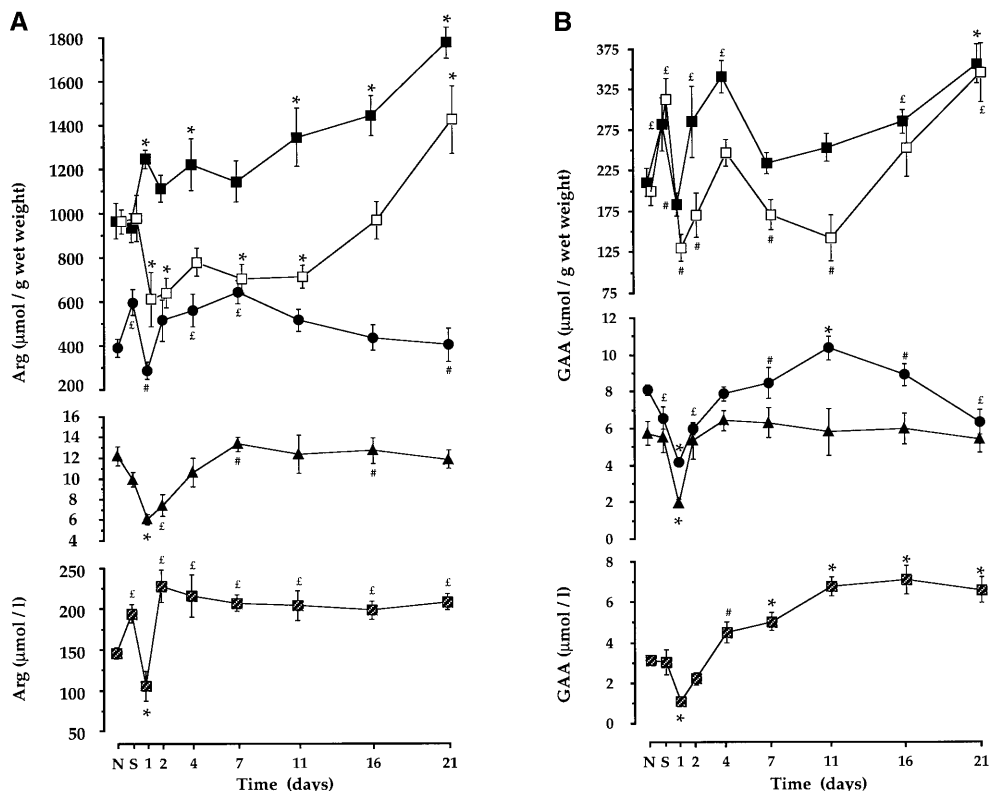 A
1800
1600
1400
1200
1000
800
600
400
200
Arg (µmol / g wet weight)
* * * * * * *
* * * *
£ # £ £ #
16
14
12
10
8
6
4
* £ # #
250
200
150
100
50
Arg (µmol / l)
£ * £ £ £ £ £ £
N S 1 2 4 7 11 16 21
Time (days)
B
375
325
275
225
175
125
75
GAA (µmol / g wet weight)
£ £ £ £ £ *
# # # # # £
12
10
8
6
4
2
0
£ * £ # * # £
*
8
6
4
2
0
GAA (µmol / l)
* # * * * *
N S 1 2 4 7 11 16 21
Time (days)